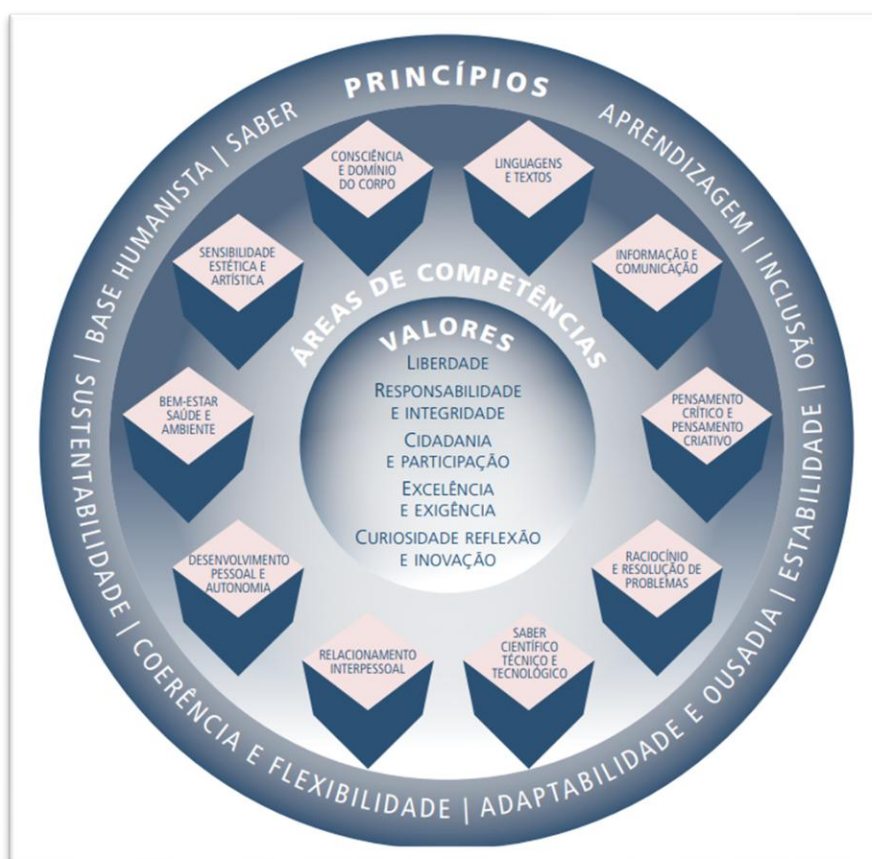 PRINCÍPIOS
APRENDIZAGEM | INCLUSÃO | ESTABILIDADE | ADAPTABILIDADE E OUSADIA | COERÊNCIA E FLEXIBILIDADE | SUSTENTABILIDADE | BASE HUMANISTA | SABER
ÁREAS DE COMPETÊNCIAS
LINGUAGENS
E TEXTOS
INFORMAÇÃO E
COMUNICAÇÃO
PENSAMENTO
CRÍTICO E
PENSAMENTO
CRIATIVO
RACIOCÍNIO
E RESOLUÇÃO DE
PROBLEMAS
SABER
CIENTÍFICO
TÉCNICO E
TECNOLÓGICO
RELACIONAMENTO
INTERPESSOAL
DESENVOLVIMENTO
PESSOAL E
AUTONOMIA
BEM-ESTAR
SAÚDE E
AMBIENTE
SENSIBILIDADE
ESTÉTICA E
ARTÍSTICA
CONSCIÊNCIA
E DOMÍNIO
DO CORPO
VALORES
LIBERDADE
RESPONSABILIDADE
E INTEGRIDADE
CIDADANIA
E PARTICIPAÇÃO
EXCELÊNCIA
E EXIGÊNCIA
CURIOSIDADE REFLEXÃO
E INOVAÇÃO